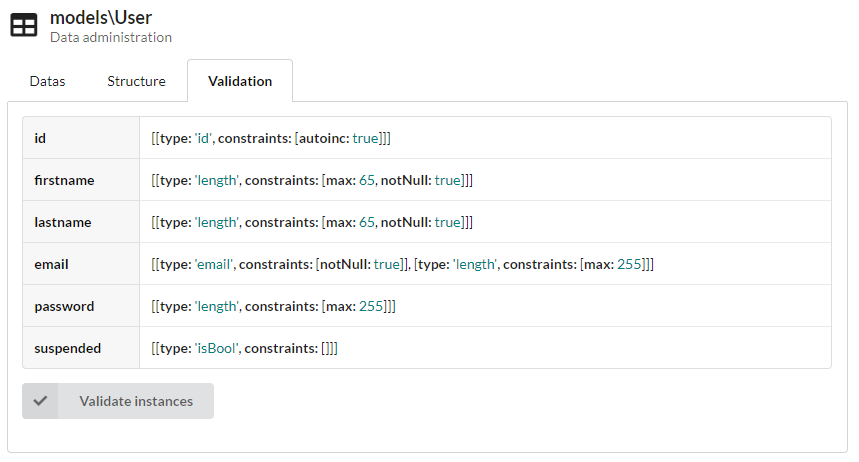 models\User
Data administration
Datas Structure Validation
id [[type: 'id', constraints: [autoinc: true]]]
firstname [[type: 'length', constraints: [max: 65, notNull: true]]]
lastname [[type: 'length', constraints: [max: 65, notNull: true]]]
email [[type: 'email', constraints: [notNull: true]], [type: 'length', constraints: [max: 255]]]
password [[type: 'length', constraints: [max: 255]]]
suspended [[type: 'isBool', constraints: []]]
Validate instances